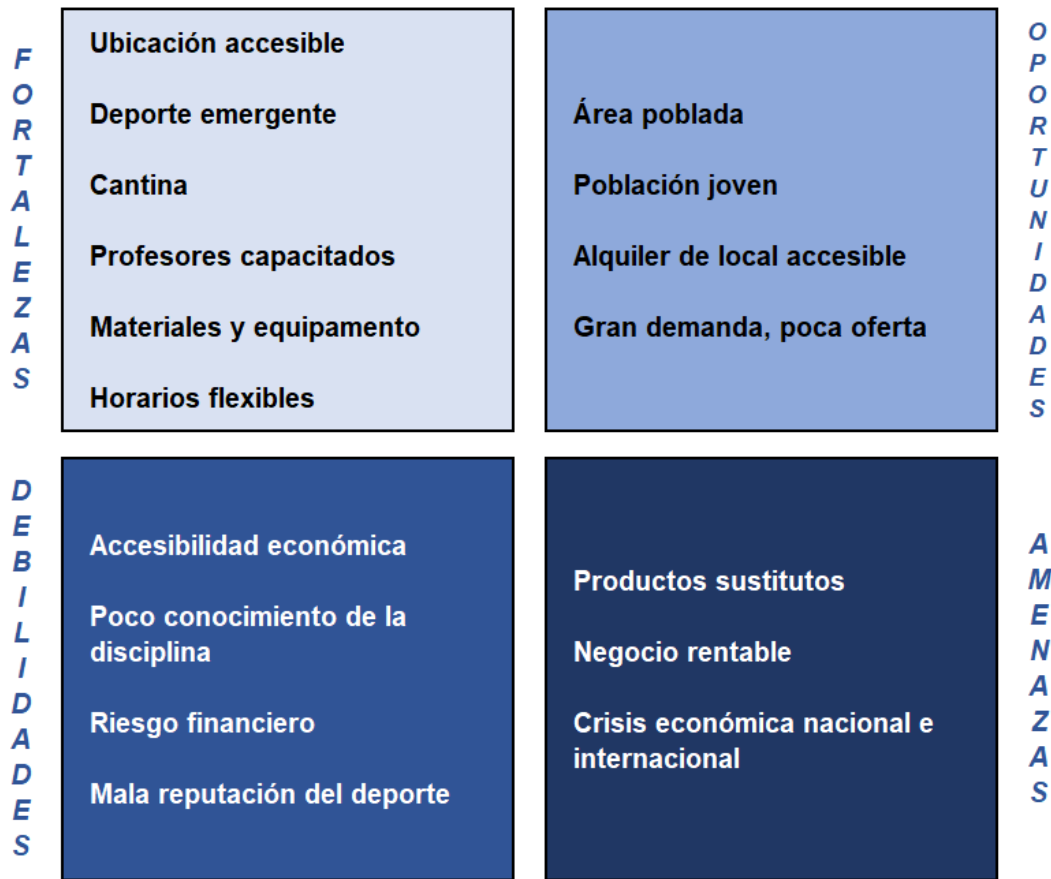 FORTALEZAS
Ubicación accesible
Deporte emergente
Cantina
Profesores capacitados
Materiales y equipamento
Horarios flexibles
OPORTUNIDADES
Área poblada
Población joven
Alquiler de local accesible
Gran demanda, poca oferta
DEBILIDADES
Accesibilidad económica
Poco conocimiento de la
disciplina
Riesgo financiero
Mala reputación del deporte
AMENAZAS
Productos sustitutos
Negocio rentable
Crisis económica nacional e
internacional